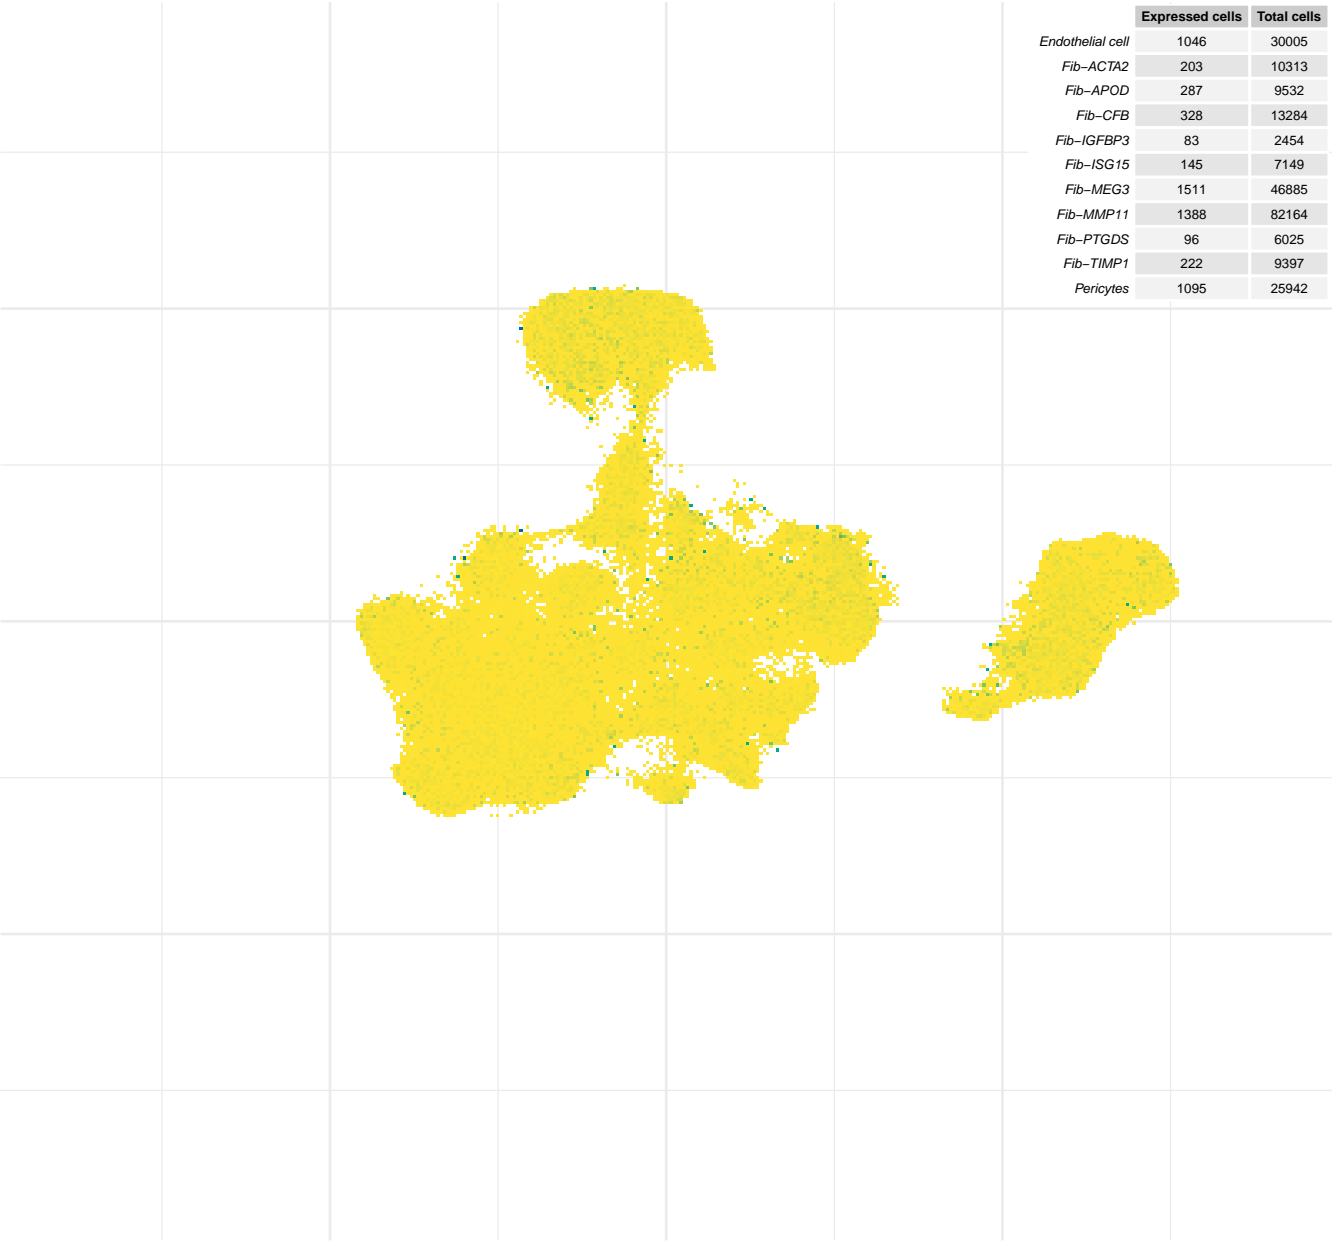 Expressed cells Total cells
Endothelial cell 1046 30005
Fib−ACTA2 203 10313
Fib−APOD 287 9532
Fib−CFB 328 13284
Fib−IGFBP3 83 2454
Fib−ISG15 145 7149
Fib−MEG3 1511 46885
Fib−MMP11 1388 82164
Fib−PTGDS 96 6025
Fib−TIMP1 222 9397
Pericytes 1095 25942